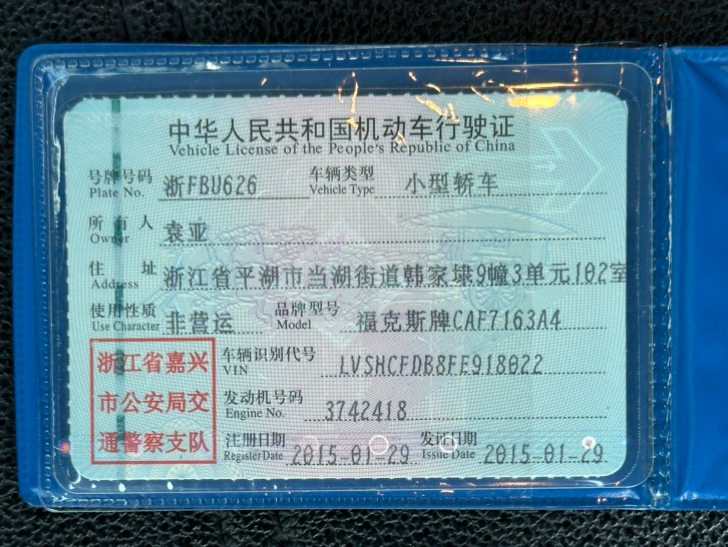 中华人民共和国机动车行驶证
Vehicle License of the People's Republic of China
号牌号码 浙FBU626 车辆类型 小型轿车
Plate No. Vehicle Type
所有人 袁亚
Owner
住址 浙江省平湖市当湖街道韩家埭9幢3单元102室
Address
使用性质 非营运 品牌型号 福克斯牌CAF7163A4
Use Character Model
浙江省嘉兴
市公安局交
通警察支队
车辆识别代号 LVSHCFDB8FE918022
VIN
发动机号码 3742418
Engine No.
注册日期 2015-01-29 发证日期 2015-01-29
Register Date Issue Date